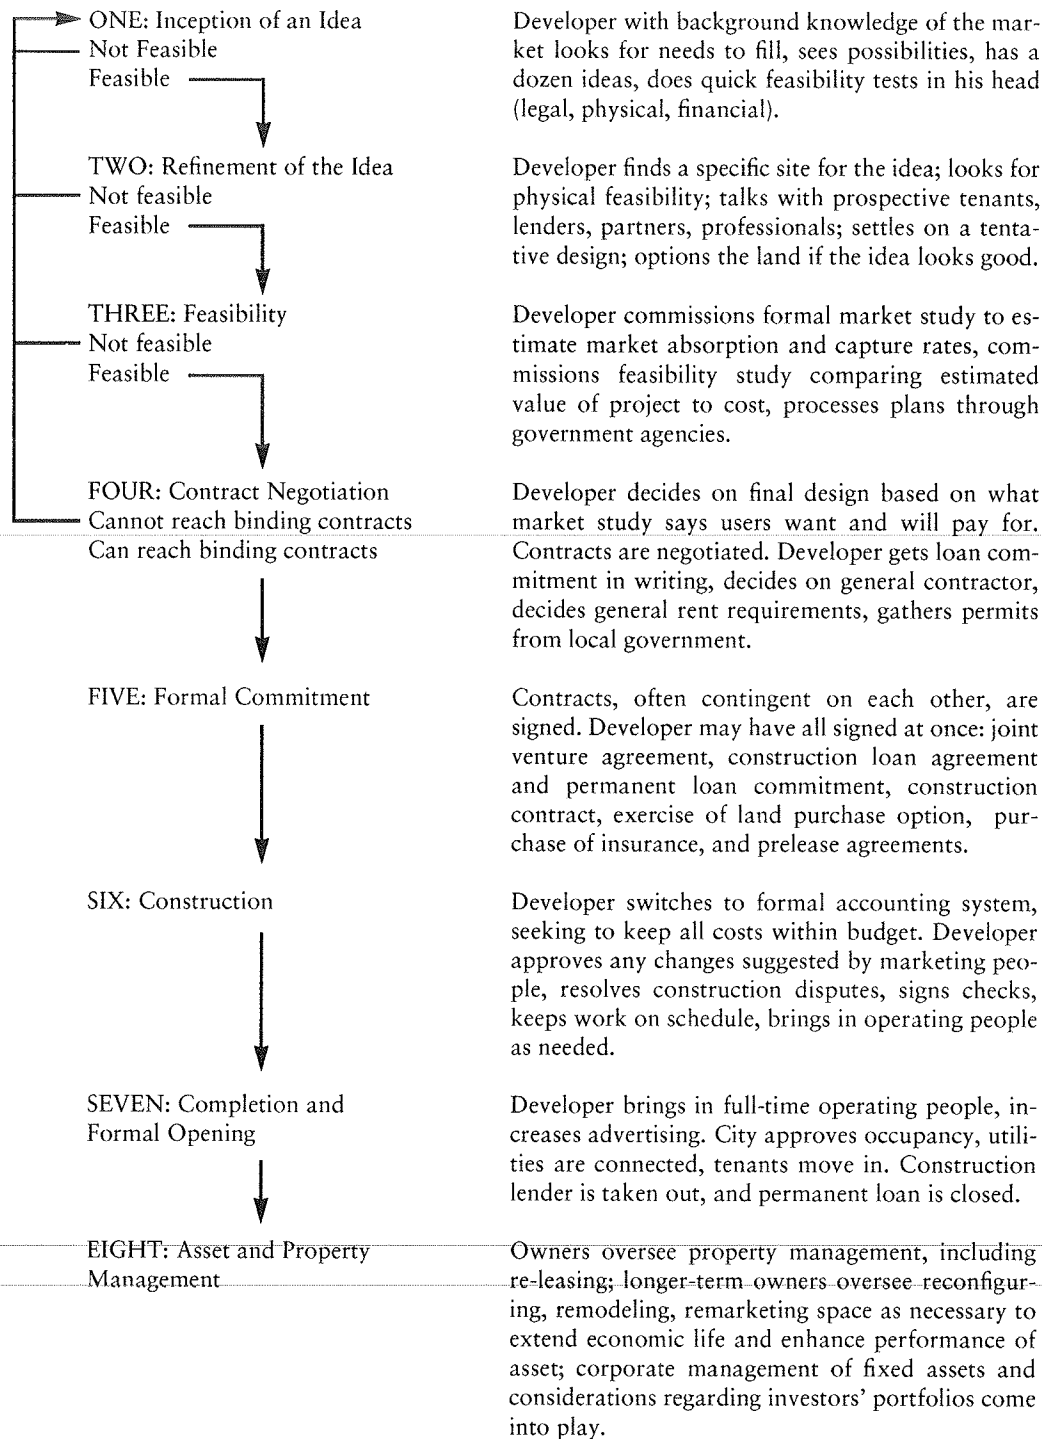 ONE: Inception of an Idea
Not Feasible
Feasible
Developer with background knowledge of the mar-
ket looks for needs to fill, sees possibilities, has a
dozen ideas, does quick feasibility tests in his head
(legal, physical, financial).
TWO: Refinement of the Idea
Not feasible
Feasible
Developer finds a specific site for the idea; looks for
physical feasibility; talks with prospective tenants,
lenders, partners, professionals; settles on a tenta-
tive design; options the land if the idea looks good.
THREE: Feasibility
Not feasible
Feasible
Developer commissions formal market study to es-
timate market absorption and capture rates, com-
missions feasibility study comparing estimated
value of project to cost, processes plans through
government agencies.
FOUR: Contract Negotiation
Cannot reach binding contracts
Can reach binding contracts
Developer decides on final design based on what
market study says users want and will pay for.
Contracts are negotiated. Developer gets loan com-
mitment in writing, decides on general contractor,
decides general rent requirements, gathers permits
from local government.
FIVE: Formal Commitment
Contracts, often contingent on each other, are
signed. Developer may have all signed at once: joint
venture agreement, construction loan agreement
and permanent loan commitment, construction
contract, exercise of land purchase option, pur-
chase of insurance, and prelease agreements.
SIX: Construction
Developer switches to formal accounting system,
seeking to keep all costs within budget. Developer
approves any changes suggested by marketing peo-
ple, resolves construction disputes, signs checks,
keeps work on schedule, brings in operating people
as needed.
SEVEN: Completion and
Formal Opening
Developer brings in full-time operating people, in-
creases advertising. City approves occupancy, utili-
ties are connected, tenants move in. Construction
lender is taken out, and permanent loan is closed.
EIGHT: Asset and Property
Management
Owners oversee property management, including
re-leasing; longer-term owners oversee reconfigur-
ing, remodeling, remarketing space as necessary to
extend economic life and enhance performance of
asset; corporate management of fixed assets and
considerations regarding investors' portfolios come
into play.